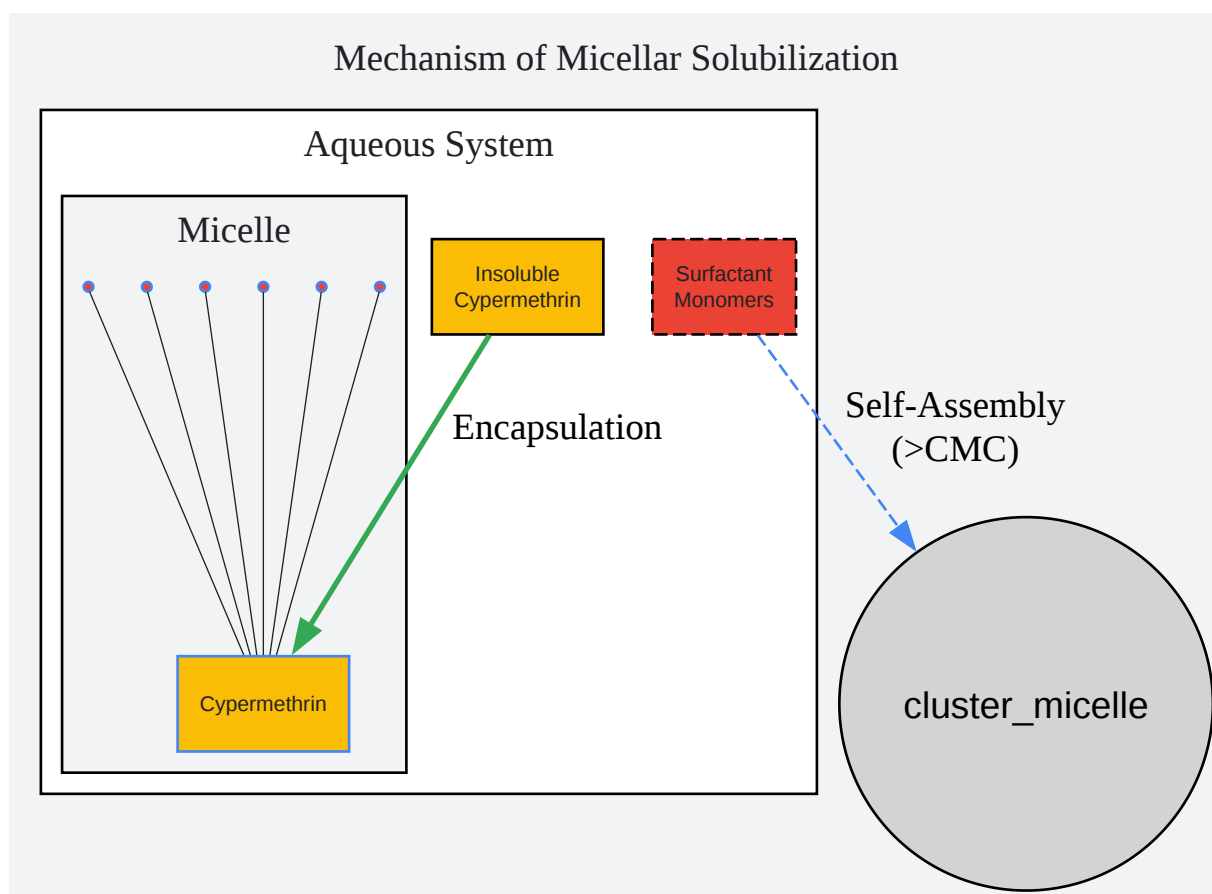 Mechanism of Micellar Solubilization
Aqueous System
Micelle
Insoluble
Cypermethrin
Surfactant
Monomers
Encapsulation
Self-Assembly
(>CMC)
Cypermethrin
cluster_micelle